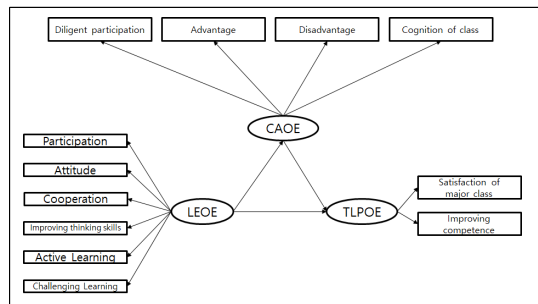 Diligent participation
Advantage
Disadvantage
Cognition of class
CAOE
Participation
Attitude
Cooperation
Improving thinking skills
Active Learning
Challenging Learning
LEOE
TLPOE
Satisfaction of
major class
Improving
competence